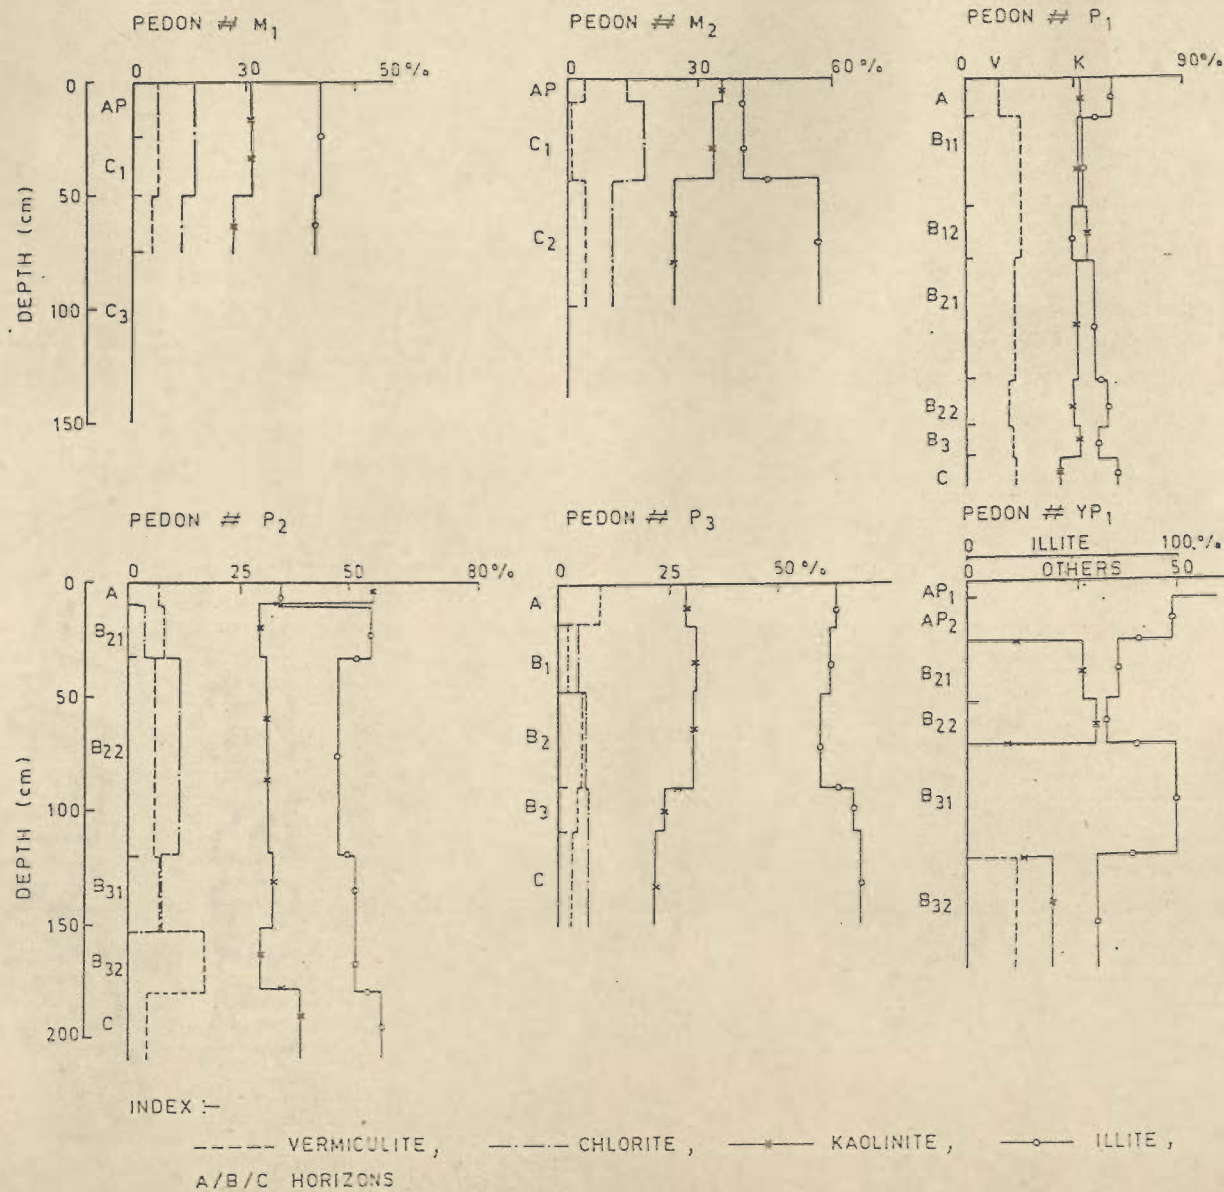 PEDON # M1
0 30 50%
DEPTH (cm)
0
50
100
150
AP
C1
C3
PEDON # M2
0 30 60%
AP
C1
C2
PEDON # P1
0 V K 90%
A
B11
B12
B21
B22
B3
C
PEDON # P2
0 25 50 80%
DEPTH (cm)
0
50
100
150
200
A
B21
B22
B31
B32
C
PEDON # P3
0 25 50%
A
B1
B2
B3
C
PEDON # YP1
0 ILLITE 100%
OTHERS 50
AP1
AP2
B21
B22
B31
B32
INDEX :-
VERMICULITE, CHLORITE, KAOLINITE, ILLITE,
A/B/C HORIZONS